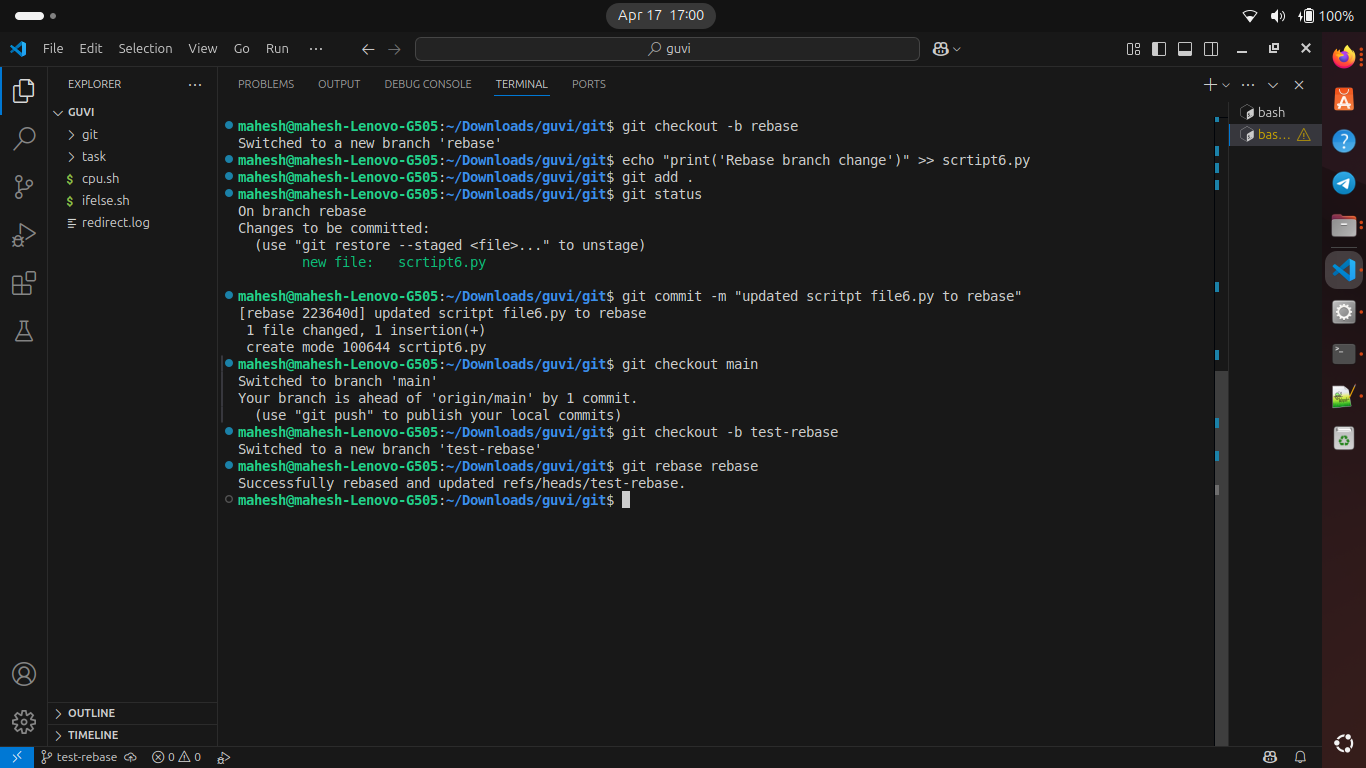 Apr 17 17:00
100%
File Edit Selection View Go Run ··· guvi
EXPLORER ···
GUVI
git
task
$ cpu.sh
$ ifelse.sh
redirect.log
OUTLINE
TIMELINE
PROBLEMS OUTPUT DEBUG CONSOLE TERMINAL PORTS
bash
bas...
mahesh@mahesh-Lenovo-G505:~/Downloads/guvi/git$ git checkout -b rebase
Switched to a new branch 'rebase'
mahesh@mahesh-Lenovo-G505:~/Downloads/guvi/git$ echo "print('Rebase branch change')" >> scrtipt6.py
mahesh@mahesh-Lenovo-G505:~/Downloads/guvi/git$ git add .
mahesh@mahesh-Lenovo-G505:~/Downloads/guvi/git$ git status
On branch rebase
Changes to be committed:
  (use "git restore --staged <file>..." to unstage)
        new file:   scrtipt6.py
mahesh@mahesh-Lenovo-G505:~/Downloads/guvi/git$ git commit -m "updated scritpt file6.py to rebase"
[rebase 223640d] updated scritpt file6.py to rebase
 1 file changed, 1 insertion(+)
 create mode 100644 scrtipt6.py
mahesh@mahesh-Lenovo-G505:~/Downloads/guvi/git$ git checkout main
Switched to branch 'main'
Your branch is ahead of 'origin/main' by 1 commit.
  (use "git push" to publish your local commits)
mahesh@mahesh-Lenovo-G505:~/Downloads/guvi/git$ git checkout -b test-rebase
Switched to a new branch 'test-rebase'
mahesh@mahesh-Lenovo-G505:~/Downloads/guvi/git$ git rebase rebase
Successfully rebased and updated refs/heads/test-rebase.
mahesh@mahesh-Lenovo-G505:~/Downloads/guvi/git$
test-rebase 0 0